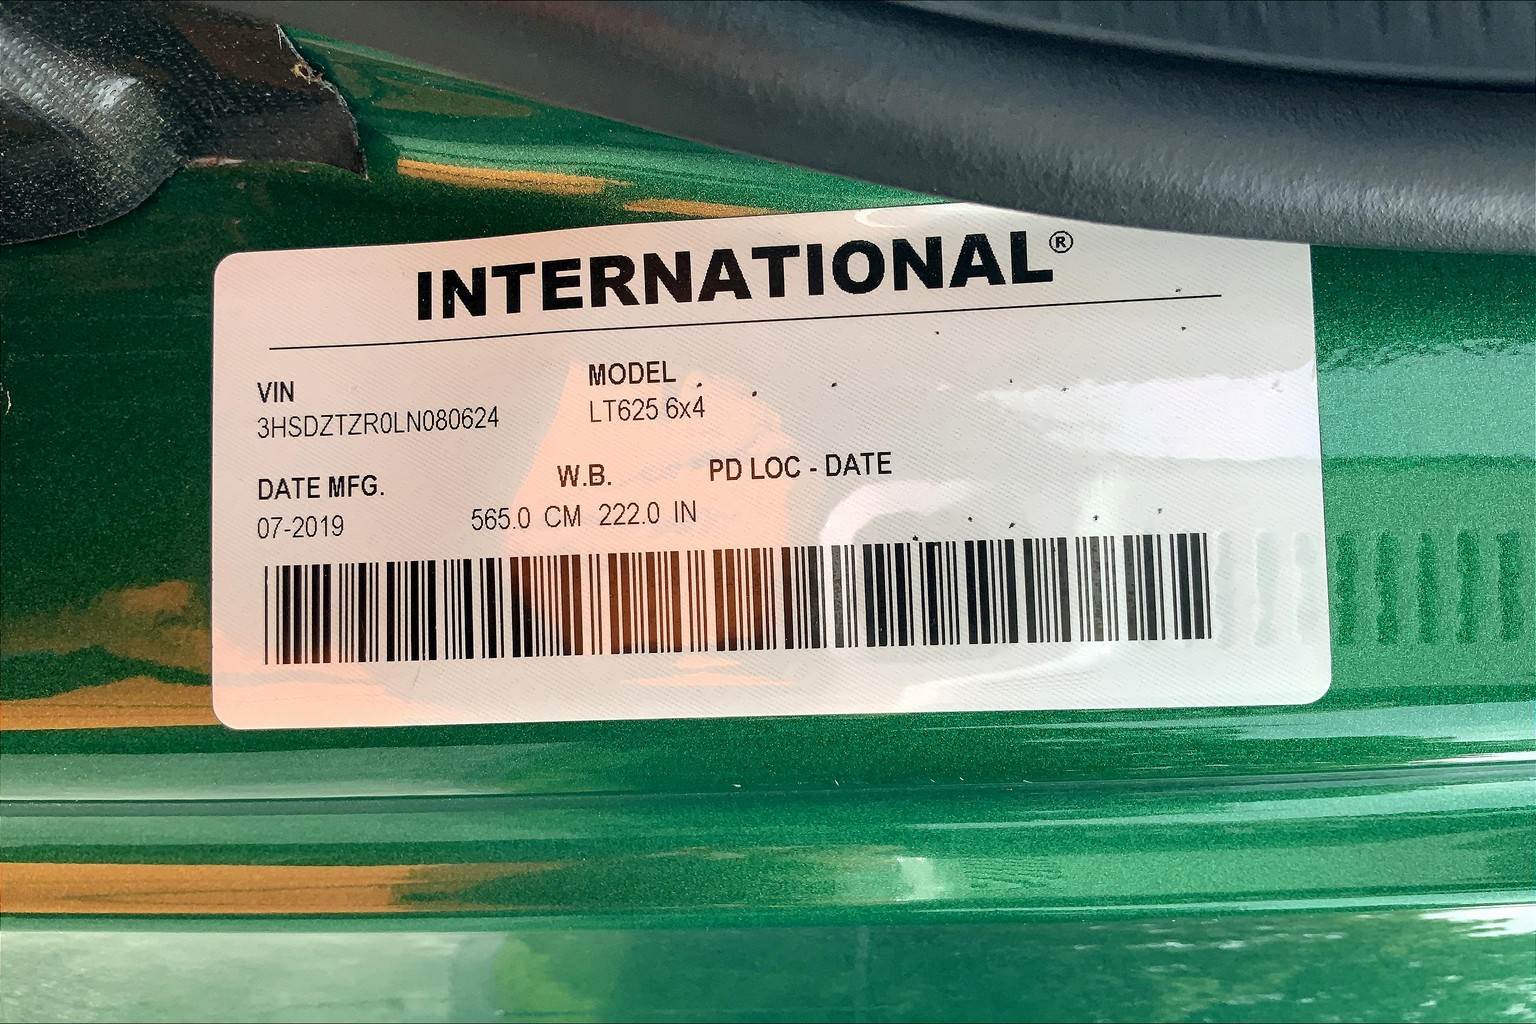 INTERNATIONAL®
VIN
3HSDZTZR0LN080624
MODEL
LT625 6x4
DATE MFG.
07-2019
W.B.
565.0 CM 222.0 IN
PD LOC - DATE